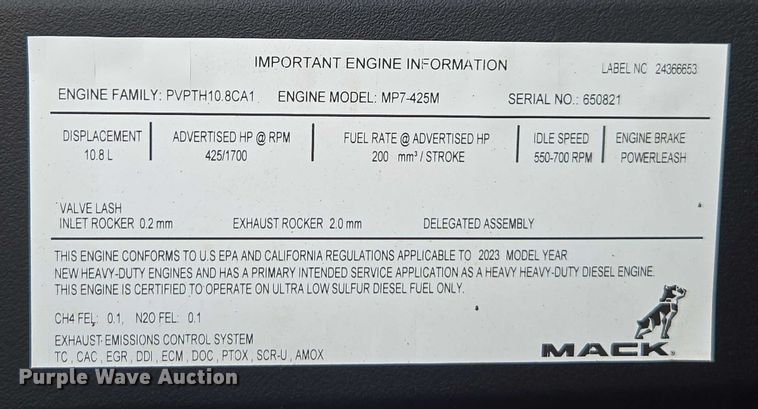 IMPORTANT ENGINE INFORMATION
LABEL NO 24366653
ENGINE FAMILY: PVPTH10.8CA1 ENGINE MODEL: MP7-425M SERIAL NO.: 650821
DISPLACEMENT ADVERTISED HP @ RPM FUEL RATE @ ADVERTISED HP IDLE SPEED ENGINE BRAKE
10.8 L 425/1700 200 mm³ / STROKE 550-700 RPM POWERLEASH
VALVE LASH
INLET ROCKER 0.2 mm EXHAUST ROCKER 2.0 mm DELEGATED ASSEMBLY
THIS ENGINE CONFORMS TO U.S EPA AND CALIFORNIA REGULATIONS APPLICABLE TO 2023 MODEL YEAR
NEW HEAVY-DUTY ENGINES AND HAS A PRIMARY INTENDED SERVICE APPLICATION AS A HEAVY HEAVY-DUTY DIESEL ENGINE.
THIS ENGINE IS CERTIFIED TO OPERATE ON ULTRA LOW SULFUR DIESEL FUEL ONLY.
CH4 FEL: 0.1, N2O FEL: 0.1
EXHAUST EMISSIONS CONTROL SYSTEM
TC , CAC , EGR , DDI , ECM , DOC , PTOX , SCR-U , AMOX
MACK
Purple Wave Auction